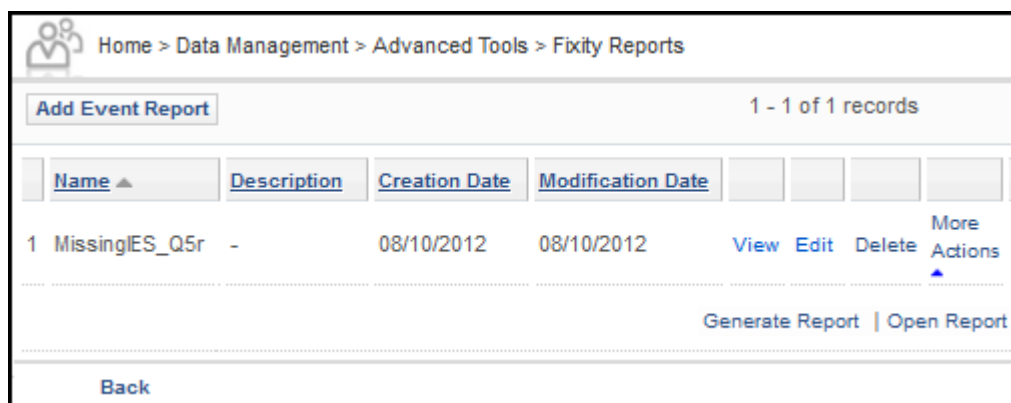 Home > Data Management > Advanced Tools > Fixity Reports
Add Event Report 1 - 1 of 1 records
Name Description Creation Date Modification Date
1 MissingIES_Q5r - 08/10/2012 08/10/2012 View Edit Delete More Actions
Generate Report | Open Report
Back